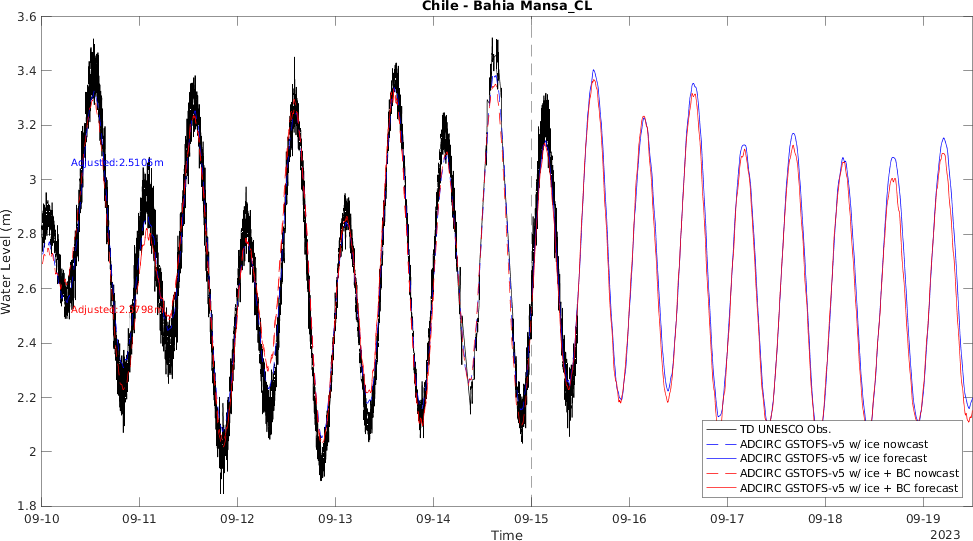 Chile - Bahia Mansa_CL
3.6
3.4
3.2
3
2.8
2.6
2.4
2.2
2
1.8
Water Level (m)
Adjusted:2.5106m
TD UNESCO Obs.
ADCIRC GSTOFS-v5 w/ ice nowcast
ADCIRC GSTOFS-v5 w/ ice forecast
ADCIRC GSTOFS-v5 w/ ice + BC nowcast
ADCIRC GSTOFS-v5 w/ ice + BC forecast
09-10
09-11
09-12
09-13
09-14
09-15
09-16
09-17
09-18
09-19
Time
2023